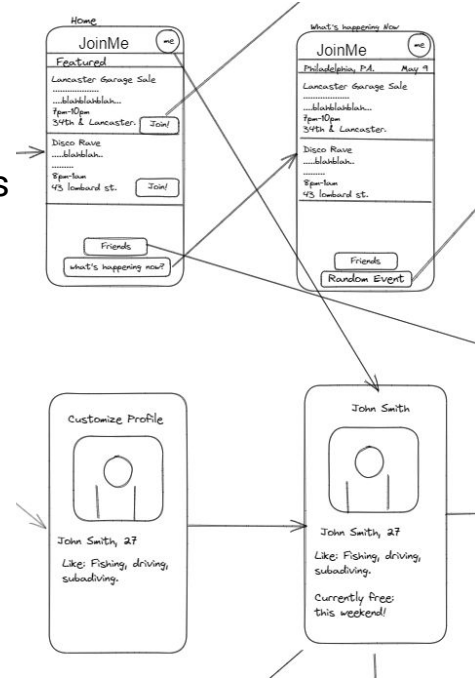 Home
JoinMe
me
Featured
Lancaster Garage Sale
....................
....blahblahblah...
7pm-10pm
34th & Lancaster.
Join!
Disco Rave
.....blahblah..
.........
8pm-1am
43 lombard st.
Join!
Friends
what's happening now?
What's happening Now
JoinMe
me
Philadelphia, PA.
May 9
Lancaster Garage Sale
....................
....blahblahblah...
7pm-10pm
34th & Lancaster.
Disco Rave
.....blahblah..
.........
8pm-1am
43 lombard st.
Friends
Random Event
s
Customize Profile
John Smith, 27
Like: Fishing, driving,
subadiving.
John Smith
John Smith, 27
Like: Fishing, driving,
subadiving.
Currently free:
this weekend!